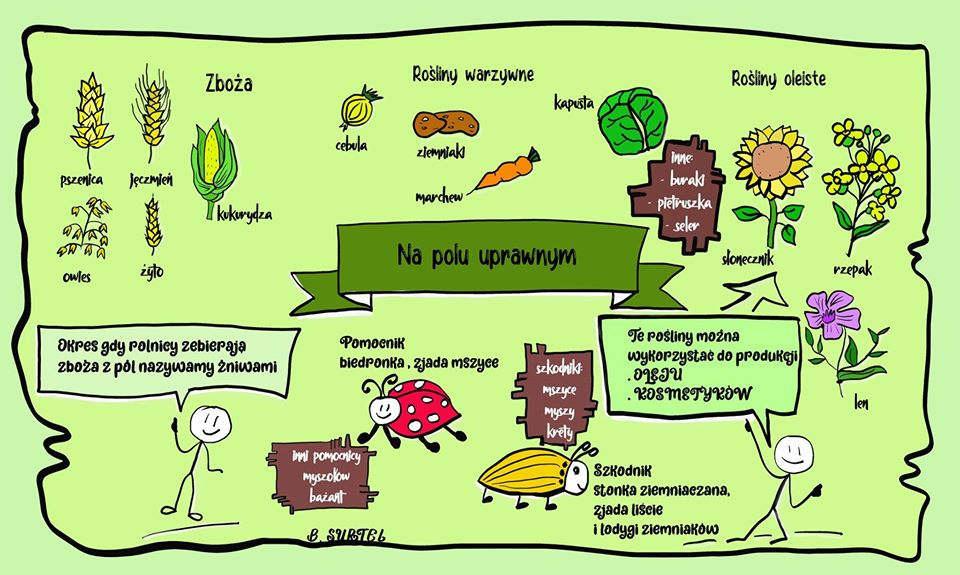 Zboża
pszenica
jęczmień
kukurydza
owies
żyto
Rośliny warzywne
cebula
ziemniaki
marchew
kapusta
inne:
- buraki
- pietruszka
- seler
Rośliny oleiste
słonecznik
rzepak
len
Na polu uprawnym
Okres gdy rolnicy zebierają
zboża z pól nazywamy żniwami
Pomocnik
biedronka , zjada mszyce
inni pomocnicy
myszołow
bażant
szkodniki:
mszyce
myszy
krety
Szkodnik
stonka ziemniaczana,
zjada liście
i łodygi ziemniaków
Te rośliny można
wykorzystać do produkcji
. OLEJU
. KOSMETYKÓW
B. SURTEL